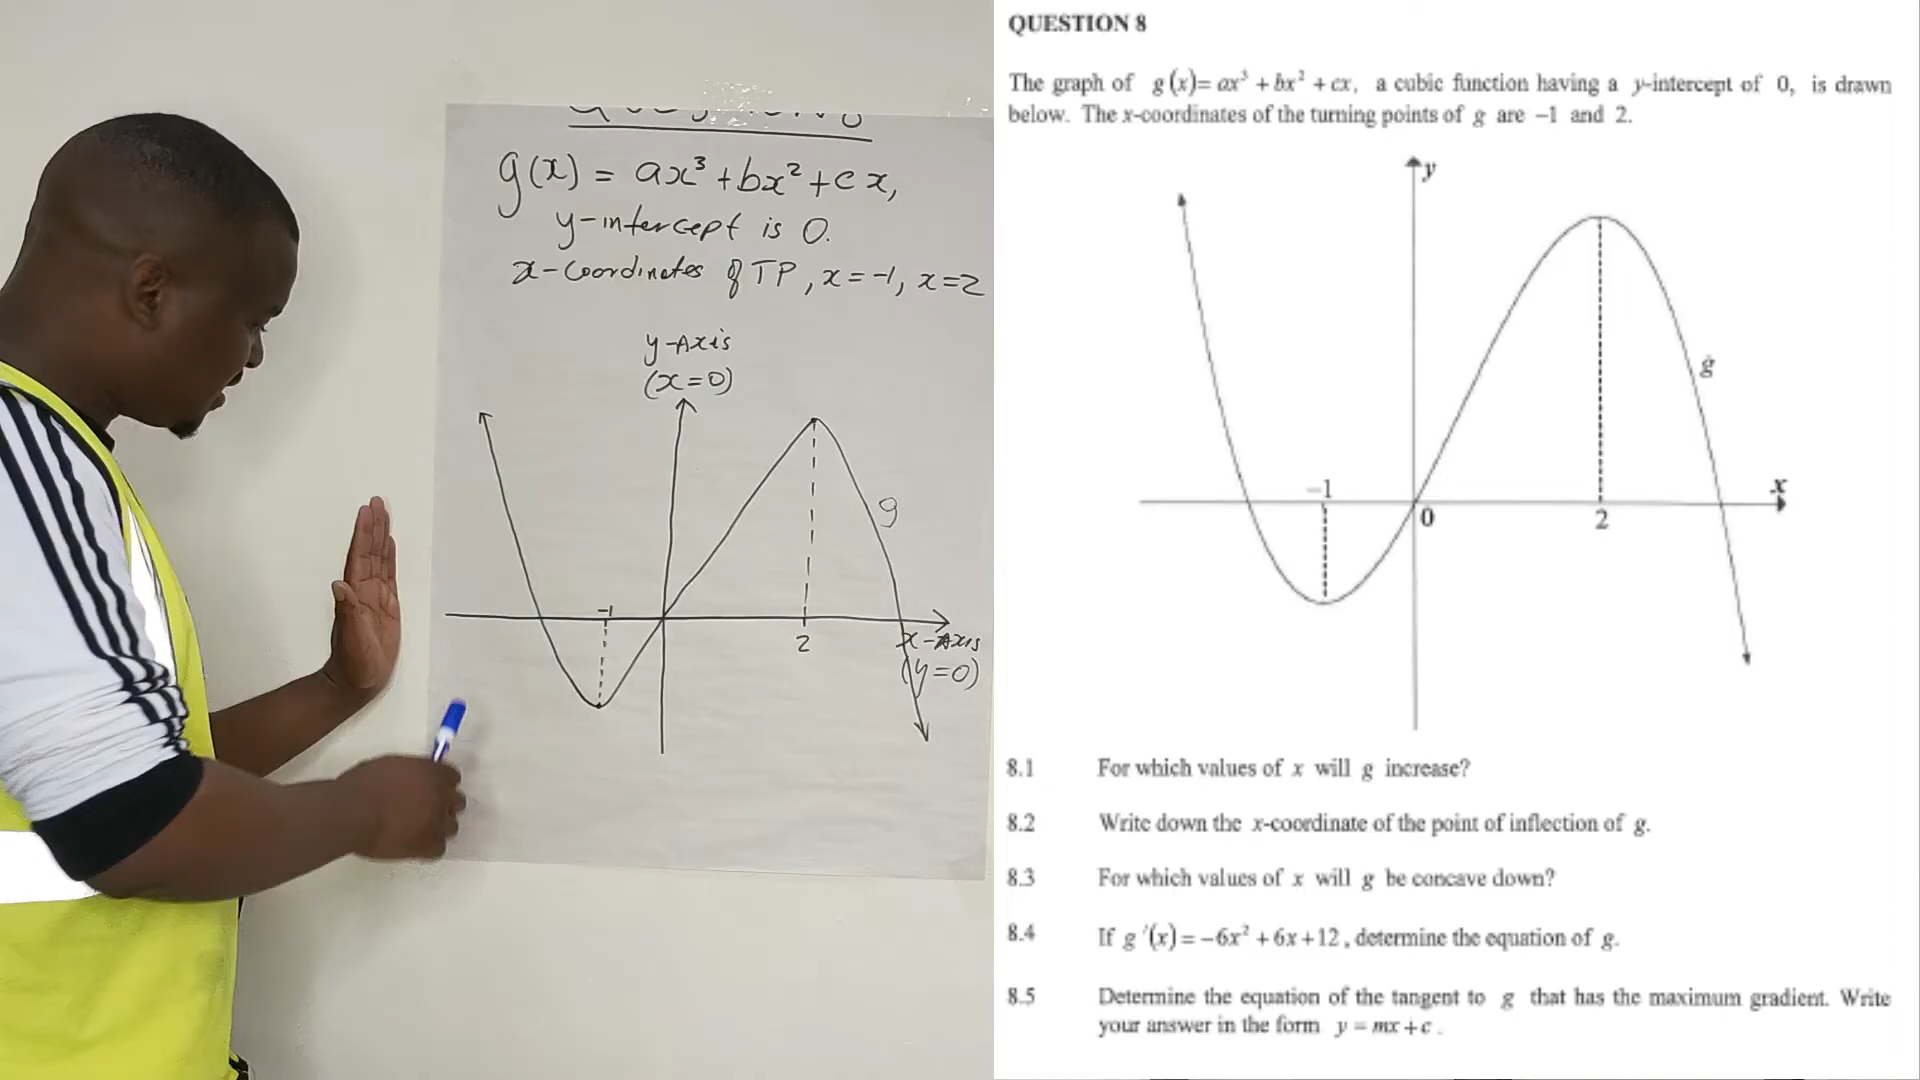 g(x) = ax³ + bx² + cx,
y-intercept is 0.
x-coordinates of TP, x = -1, x = 2
y-Axis
(x = 0)
g
-1
2
x-Axis
(y = 0)
QUESTION 8
The graph of g(x) = ax³ + bx² + cx, a cubic function having a y-intercept of 0, is drawn
below. The x-coordinates of the turning points of g are −1 and 2.
y
g
−1
x
0
2
8.1 For which values of x will g increase?
8.2 Write down the x-coordinate of the point of inflection of g.
8.3 For which values of x will g be concave down?
8.4 If g′(x) = −6x² + 6x + 12, determine the equation of g.
8.5 Determine the equation of the tangent to g that has the maximum gradient. Write
your answer in the form y = mx + c.